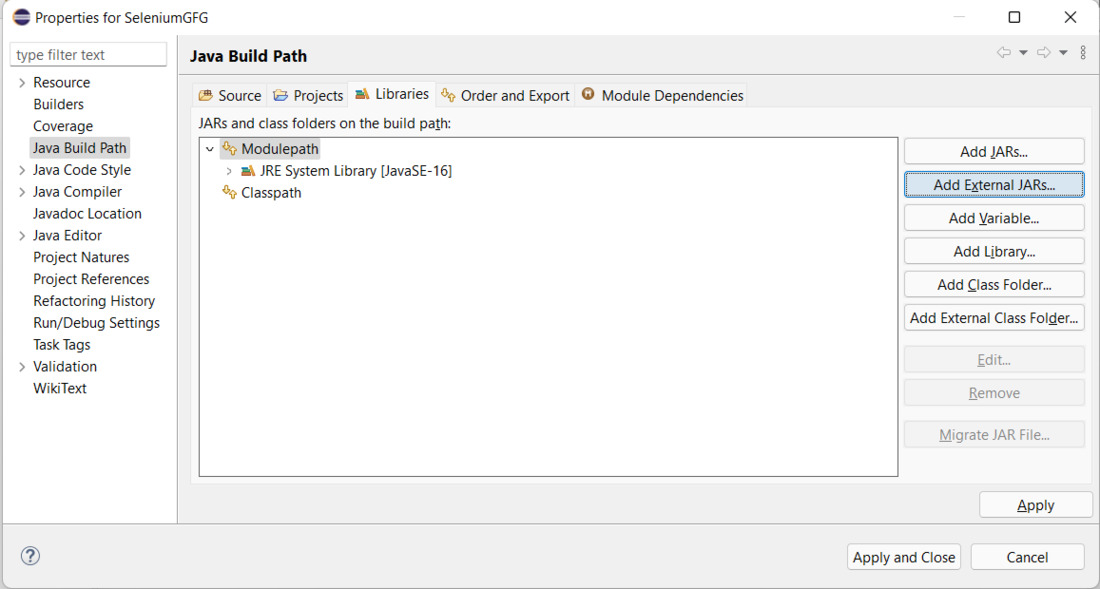 Properties for SeleniumGFG
type filter text
Resource
Builders
Coverage
Java Build Path
Java Code Style
Java Compiler
Javadoc Location
Java Editor
Project Natures
Project References
Refactoring History
Run/Debug Settings
Task Tags
Validation
WikiText
Java Build Path
Source Projects Libraries Order and Export Module Dependencies
JARs and class folders on the build path:
Modulepath
JRE System Library [JavaSE-16]
Classpath
Add JARs...
Add External JARs...
Add Variable...
Add Library...
Add Class Folder...
Add External Class Folder...
Edit...
Remove
Migrate JAR File...
Apply
Apply and Close Cancel